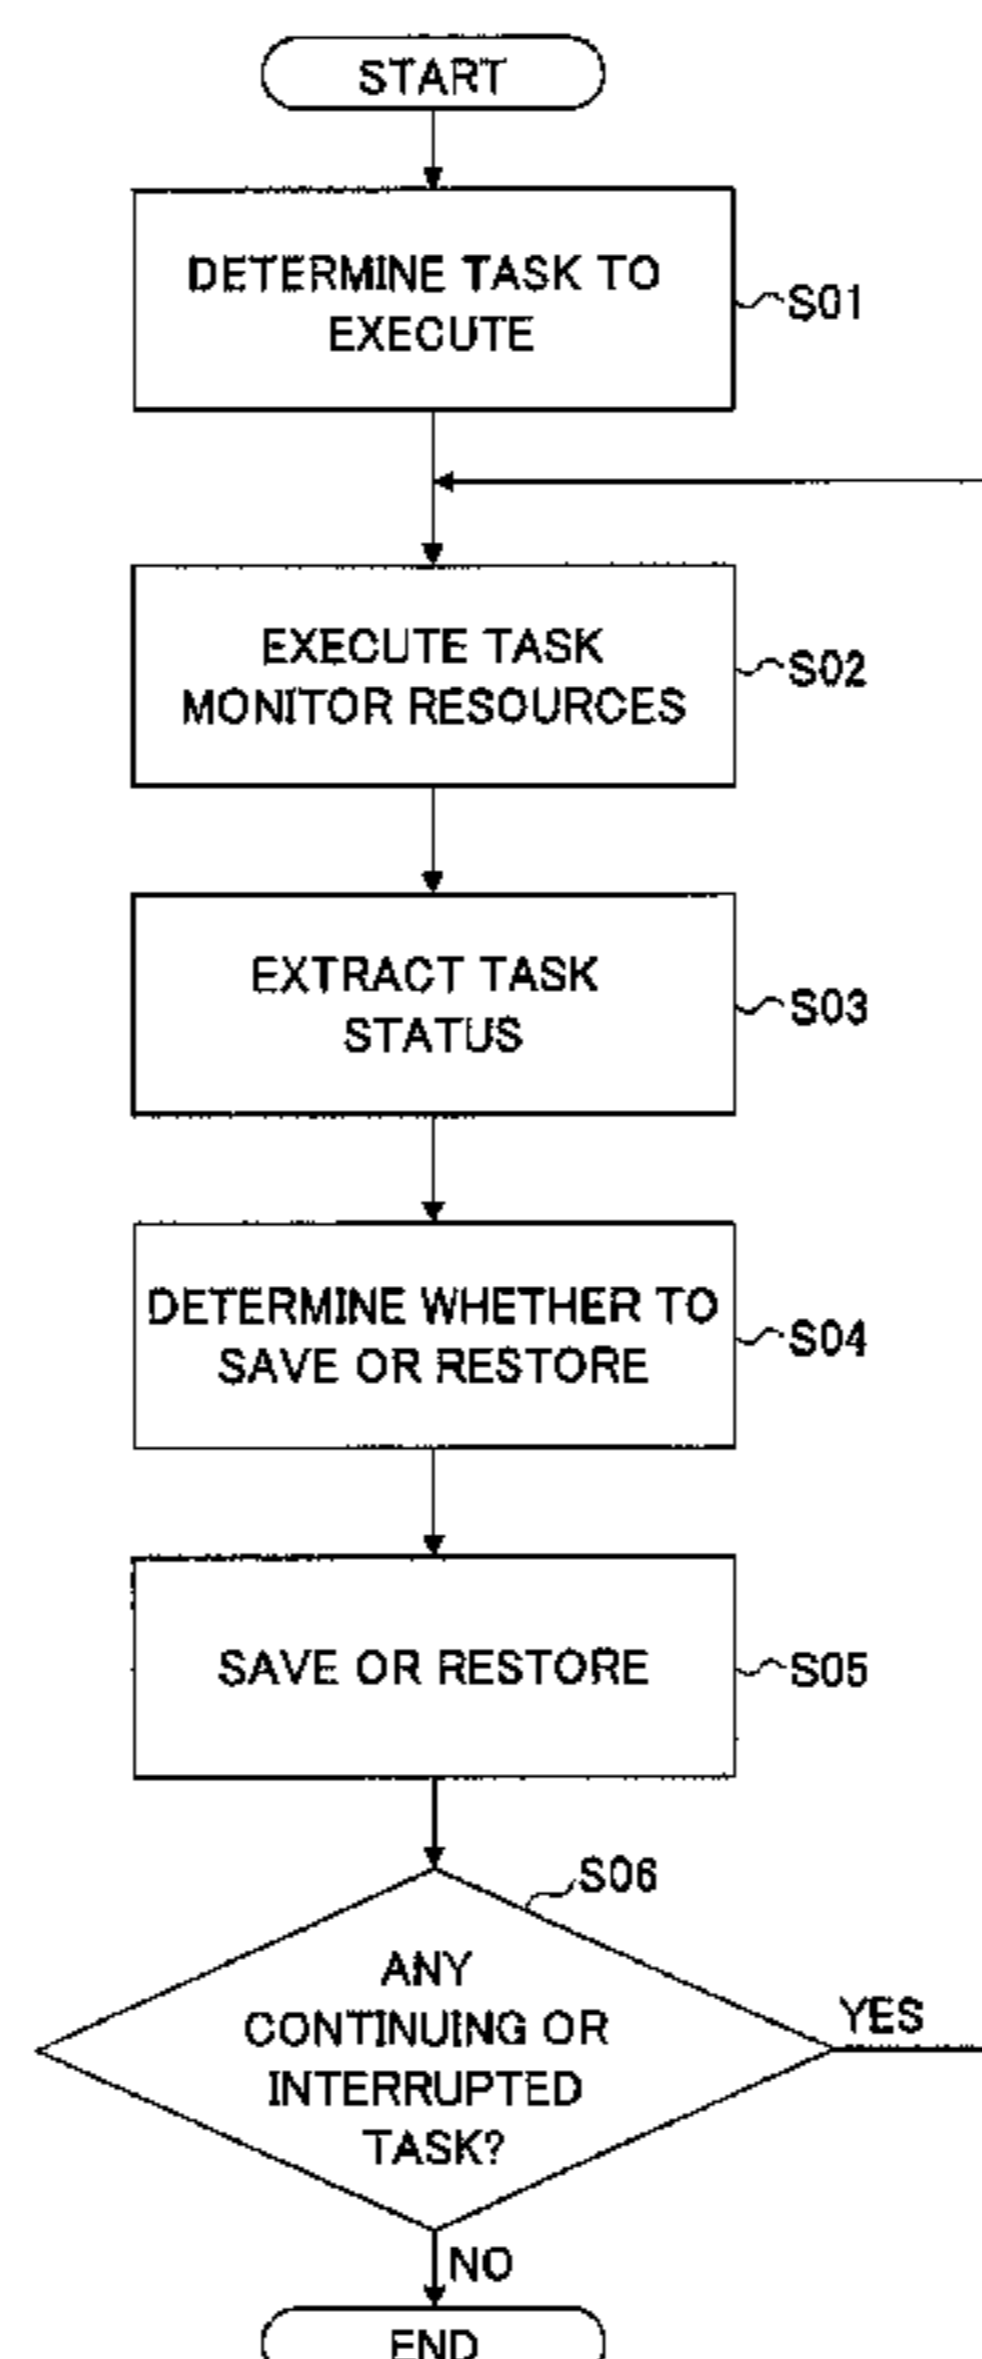 START
DETERMINE TASK TO
EXECUTE
S01
EXECUTE TASK
MONITOR RESOURCES
S02
EXTRACT TASK
STATUS
S03
DETERMINE WHETHER TO
SAVE OR RESTORE
S04
SAVE OR RESTORE
S05
S06
ANY
CONTINUING OR
INTERRUPTED
TASK?
YES
NO
END